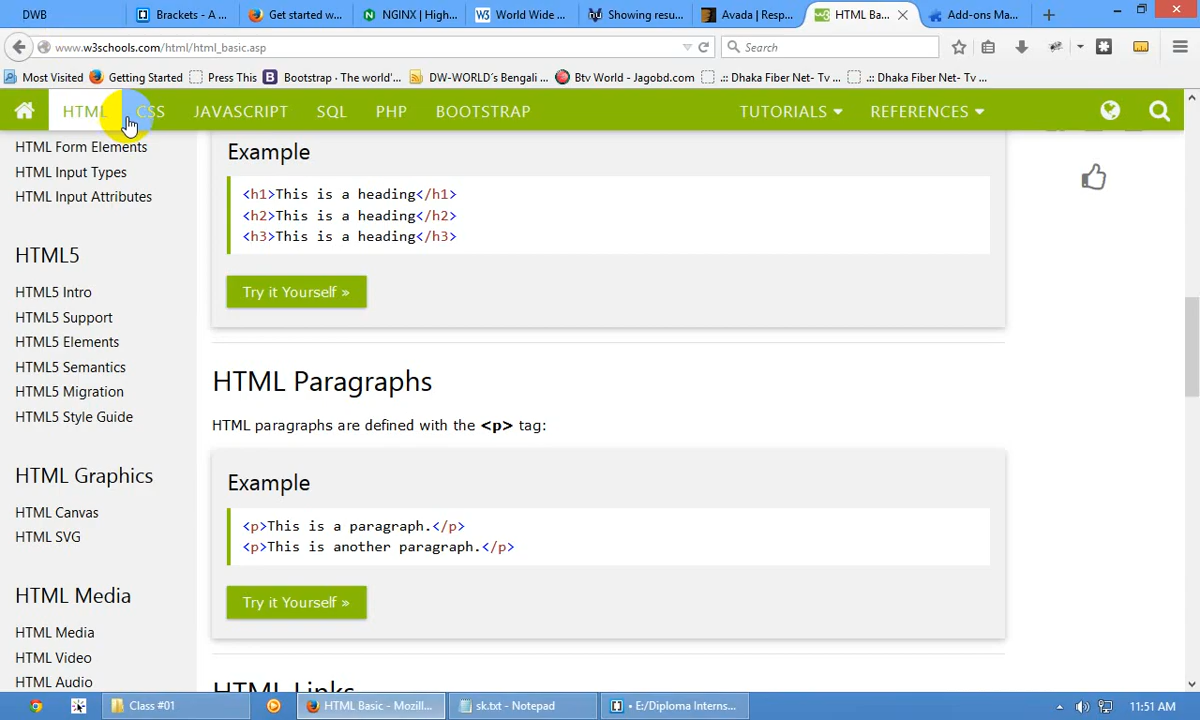 DWB
Brackets - A ...
Get started w...
NGINX | High...
World Wide ...
Showing resu...
Avada | Resp...
HTML Ba...
Add-ons Ma...
www.w3schools.com/html/html_basic.asp
Search
Most Visited
Getting Started
Press This
Bootstrap · The world'...
DW-WORLD´s Bengali ...
Btv World - Jagobd.com
.:: Dhaka Fiber Net- Tv ...
.:: Dhaka Fiber Net- Tv ...
HTML
CSS
JAVASCRIPT
SQL
PHP
BOOTSTRAP
TUTORIALS
REFERENCES
HTML Form Elements
HTML Input Types
HTML Input Attributes
HTML5
HTML5 Intro
HTML5 Support
HTML5 Elements
HTML5 Semantics
HTML5 Migration
HTML5 Style Guide
HTML Graphics
HTML Canvas
HTML SVG
HTML Media
HTML Media
HTML Video
HTML Audio
Example
<h1>This is a heading</h1>
<h2>This is a heading</h2>
<h3>This is a heading</h3>
Try it Yourself »
HTML Paragraphs
HTML paragraphs are defined with the <p> tag:
Example
<p>This is a paragraph.</p>
<p>This is another paragraph.</p>
Try it Yourself »
HTML Links
Class #01
HTML Basic - Mozill...
sk.txt - Notepad
• E:/Diploma Interns...
11:51 AM